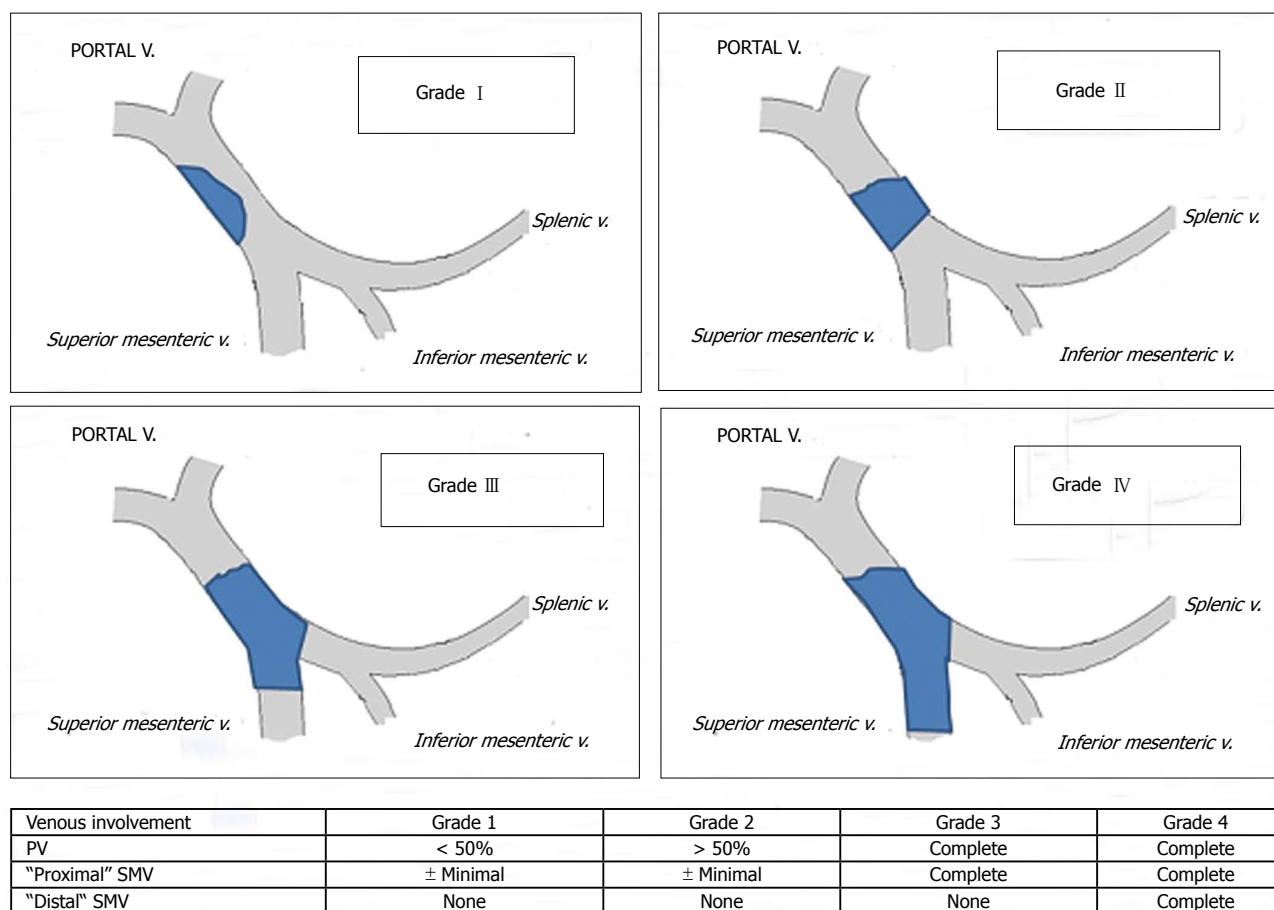 PORTAL V.
Grade Ⅰ
Splenic v.
Superior mesenteric v.
Inferior mesenteric v.
PORTAL V.
Grade Ⅱ
Splenic v.
Superior mesenteric v.
Inferior mesenteric v.
PORTAL V.
Grade Ⅲ
Splenic v.
Superior mesenteric v.
Inferior mesenteric v.
PORTAL V.
Grade Ⅳ
Splenic v.
Superior mesenteric v.
Inferior mesenteric v.
Venous involvement Grade 1 Grade 2 Grade 3 Grade 4
PV < 50% > 50% Complete Complete
"Proximal" SMV ± Minimal ± Minimal Complete Complete
"Distal" SMV None None None Complete